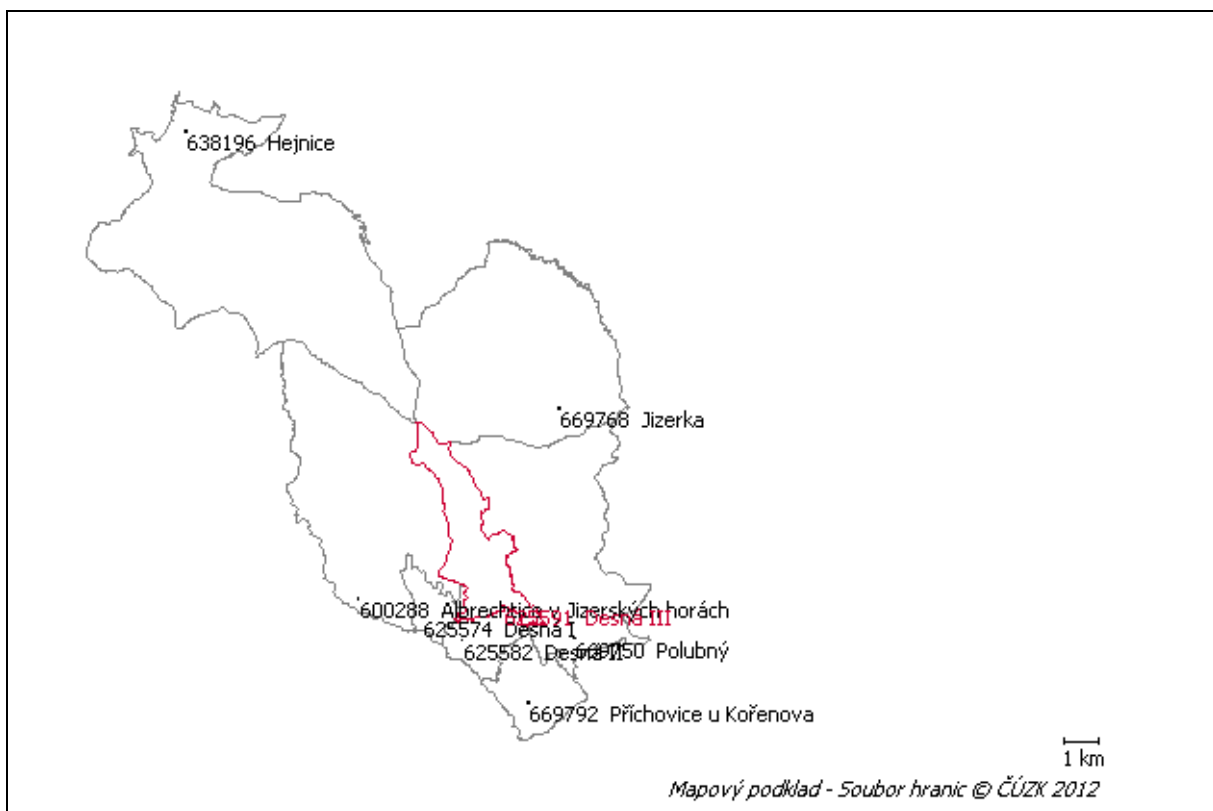 638196 Hejnice
669768 Jizerka
600288 Albrechtice v Jizerských horách
Desná III
625574 Desná I
625582 Desná II
Polubný
669792 Příchovice u Kořenova
1 km
Mapový podklad - Soubor hranic © ČÚZK 2012